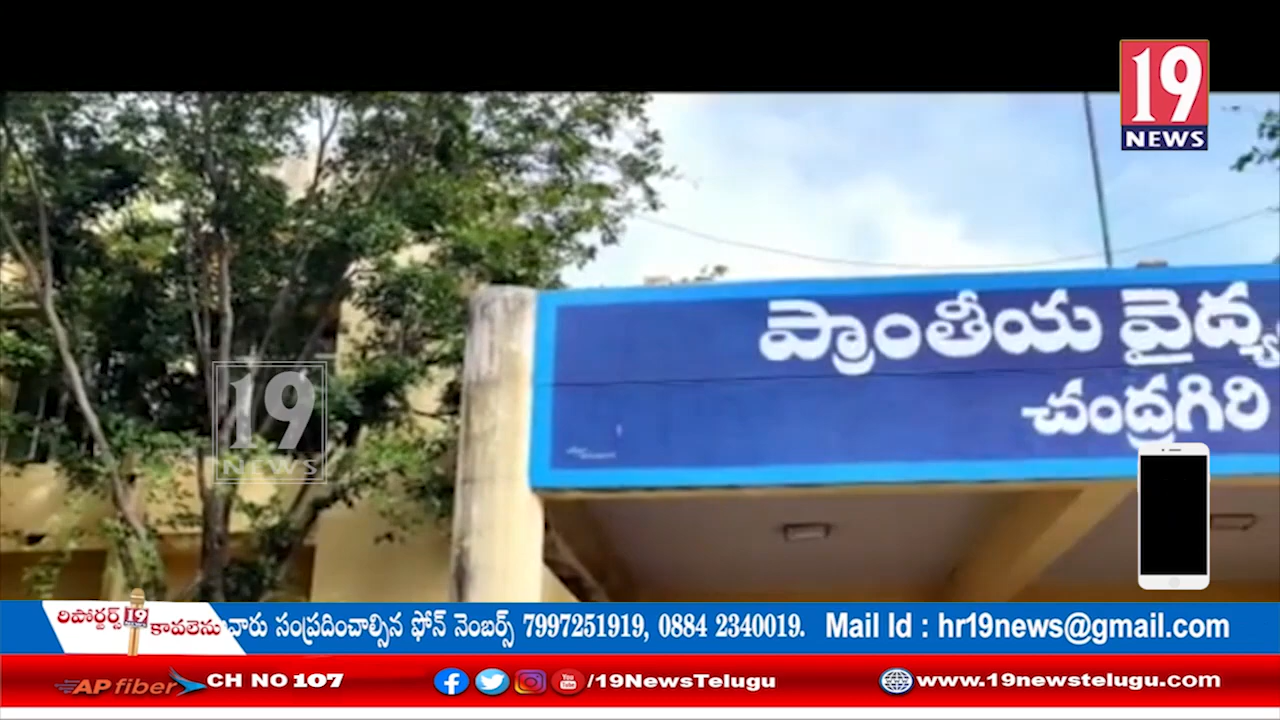 19
NEWS
ప్రాంతీయ వైద్య
చంద్రగిరి
19
NEWS
రిపోర్టర్స్ 19
కావలెను వారు సంప్రదించాల్సిన ఫోన్ నెంబర్స్ 7997251919, 0884 2340019. Mail Id : hr19news@gmail.com
AP fiber CH NO 107 /19NewsTelugu www.19newstelugu.com